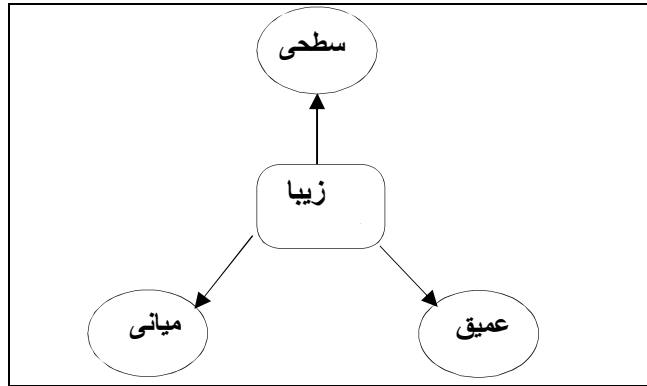 سطحی
زیبا
عمیق
میانی